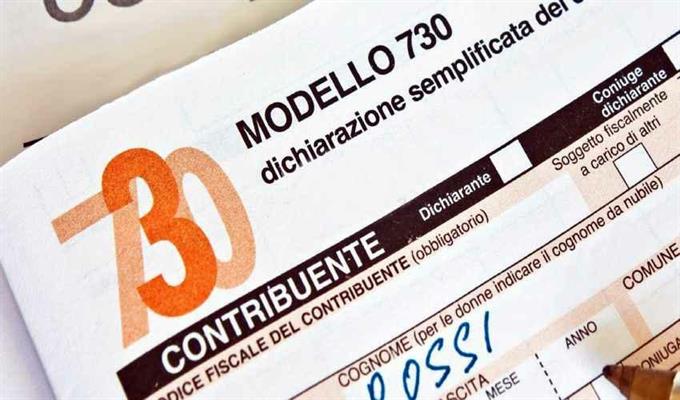 MODELLO 730
dichiarazione semplificata dei
730
CONTRIBUENTE
Dichiarante
Coniuge
dichiarante
Soggetto fiscalmente
a carico di altri
CODICE FISCALE DEL CONTRIBUENTE (obbligatorio)
COGNOME (per le donne indicare il cognome da nubile)
ROSSI
MESE
ANNO
COMUNE